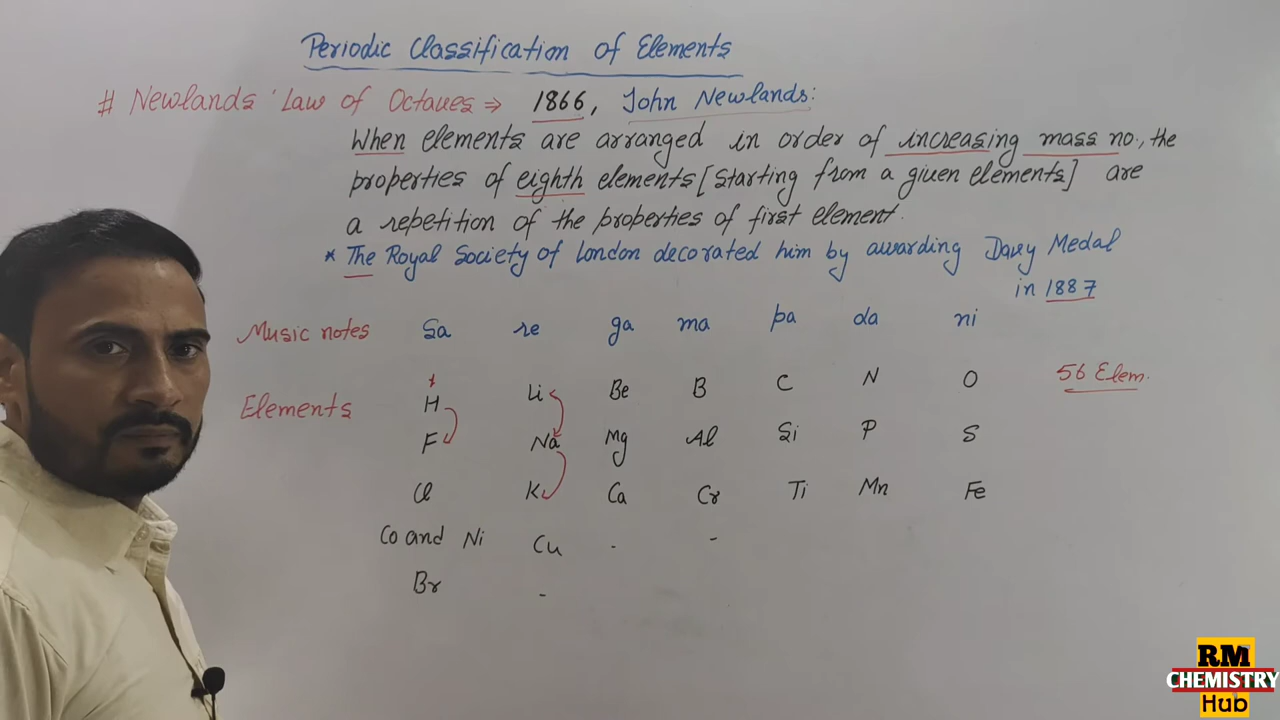 Periodic Classification of Elements
# Newlands' Law of Octaves ⇒ 1866, John Newlands:
When elements are arranged in order of increasing mass no., the
properties of eighth elements [Starting from a given elements] are
a repetition of the properties of first element.
* The Royal Society of London decorated him by awarding Davy Medal
in 1887
Music notes Sa re ga ma pa da ni
Elements H Li Be B C N O 56 Elem.
F Na Mg Al Si P S
Cl K Ca Cr Ti Mn Fe
Co and Ni Cu - -
Br -
RM
CHEMISTRY
Hub